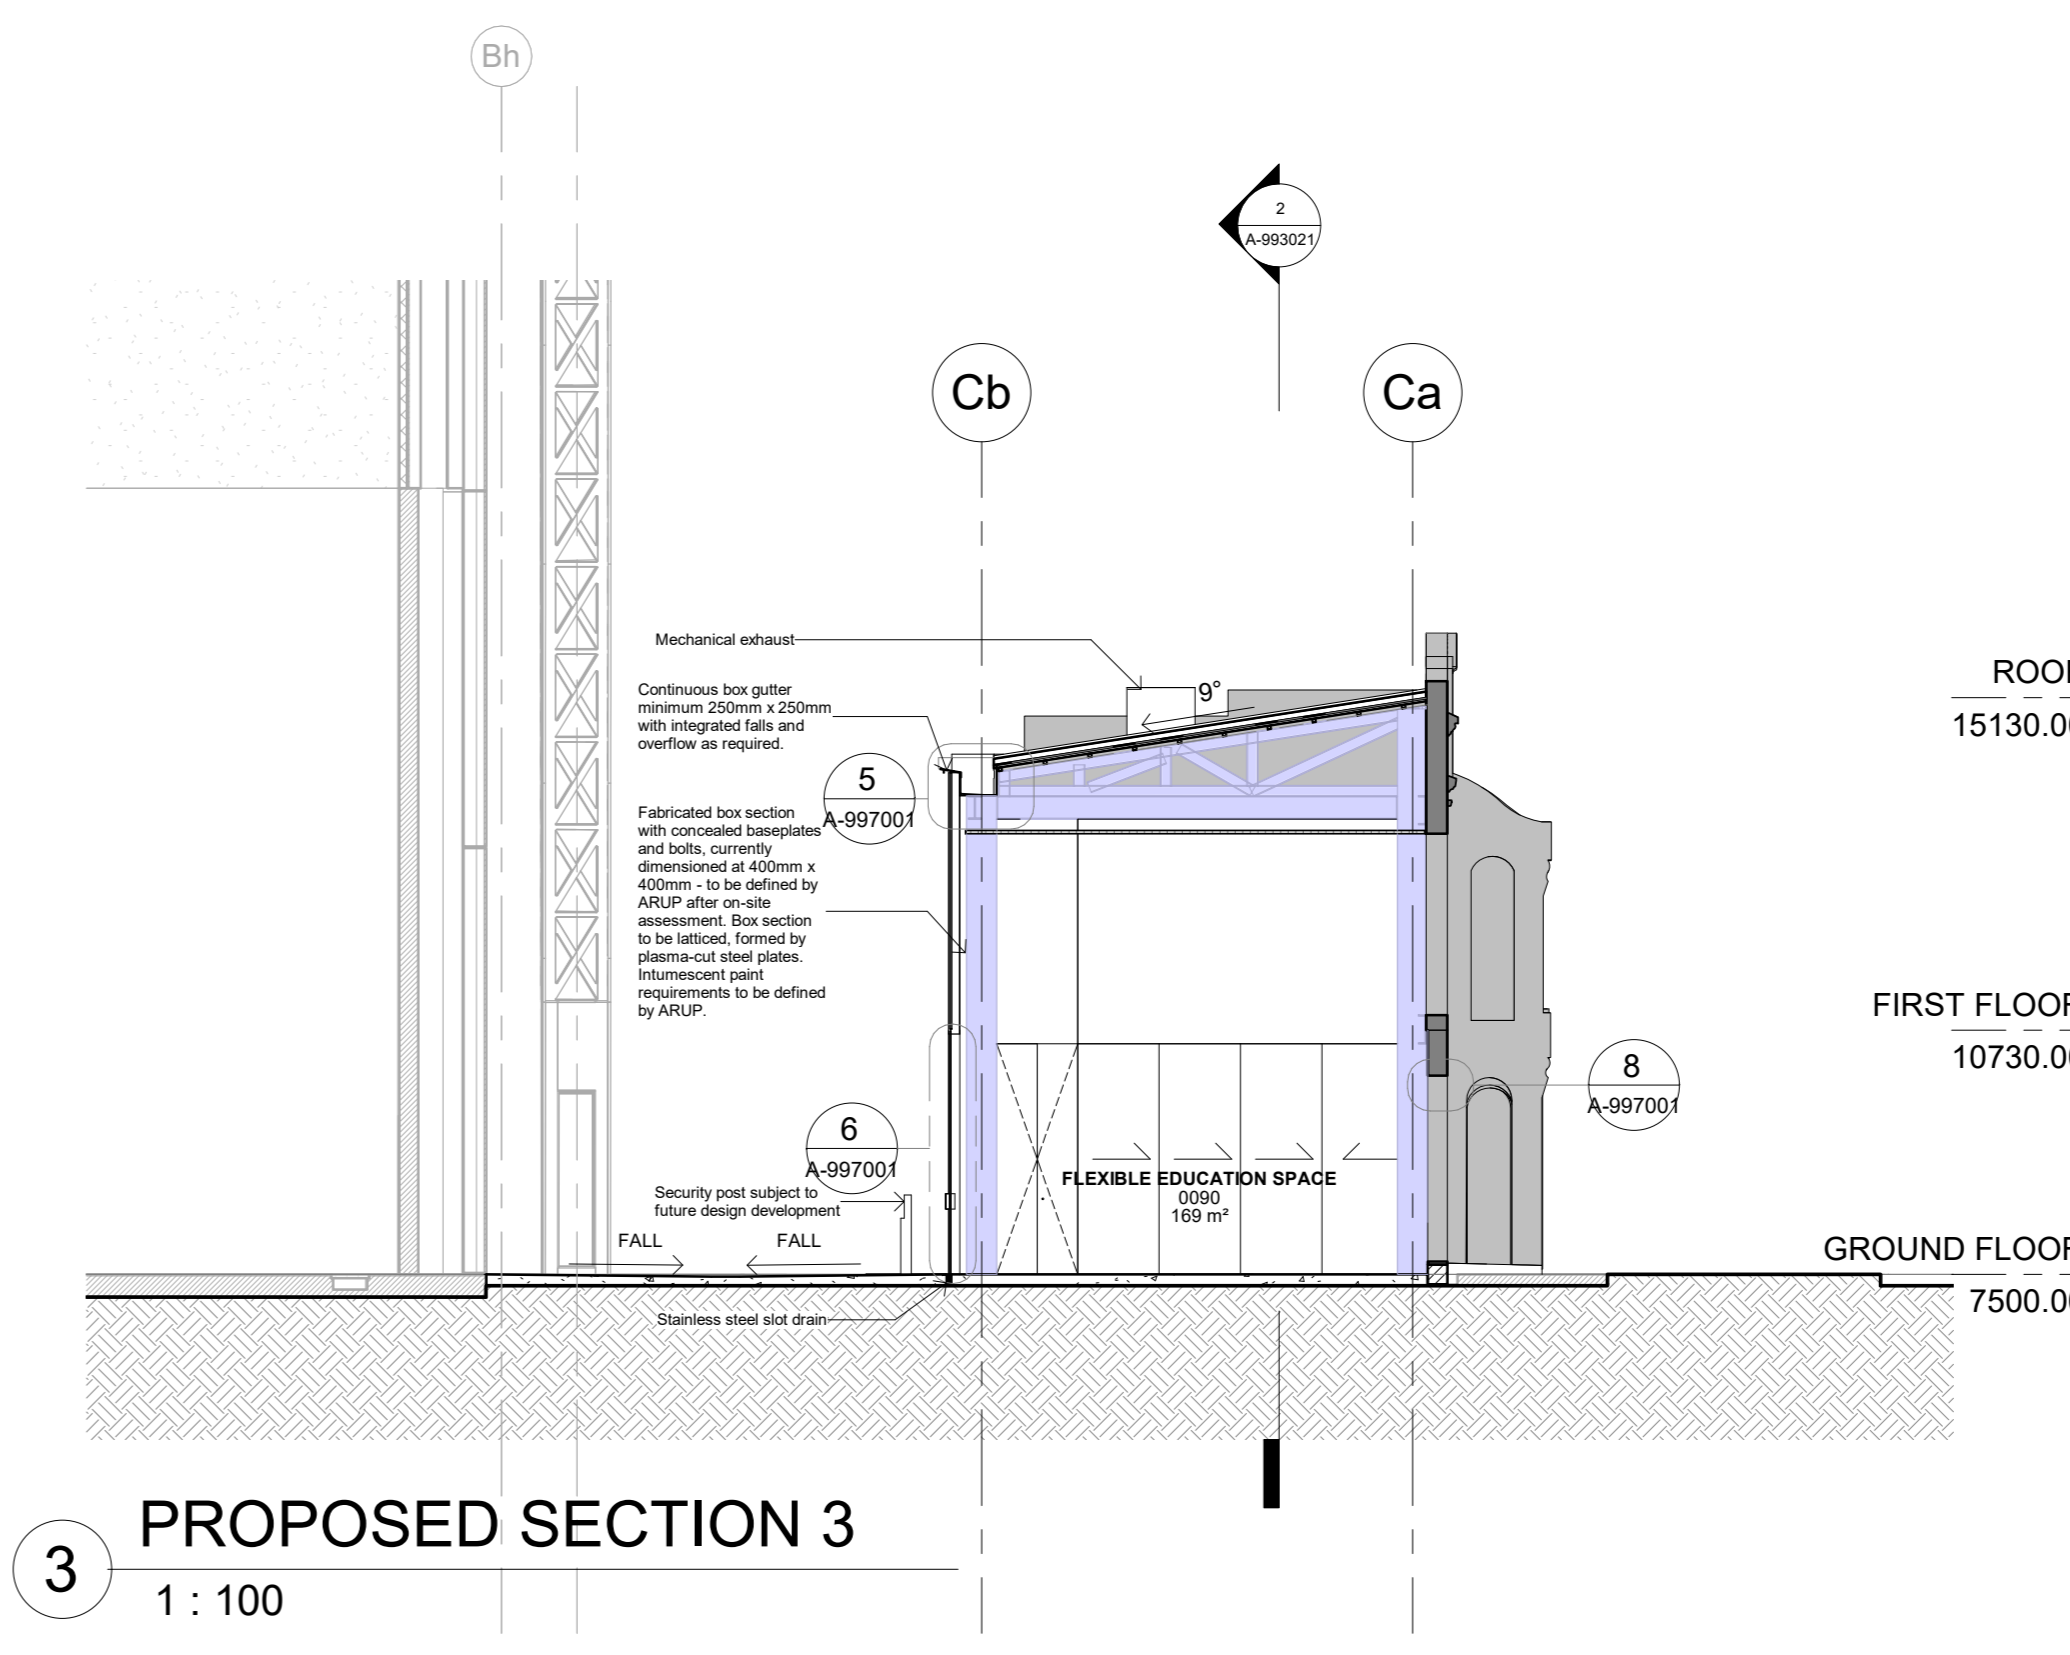 Bh
2
A-993021
Cb
Ca
Mechanical exhaust
9°
Continuous box gutter
minimum 250mm x 250mm
with integrated falls and
overflow as required.
5
A-997001
Fabricated box section
with concealed baseplates
and bolts, currently
dimensioned at 400mm x
400mm - to be defined by
ARUP after on-site
assessment. Box section
to be latticed, formed by
plasma-cut steel plates.
Intumescent paint
requirements to be defined
by ARUP.
15130.00
FIRST FLOOR
10730.00
8
A-997001
6
A-997001
FLEXIBLE EDUCATION SPACE
0090
169 m²
Security post subject to
future design development
FALL
FALL
GROUND FLOOR
7500.00
Stainless steel slot drain
3
PROPOSED SECTION 3
1 : 100